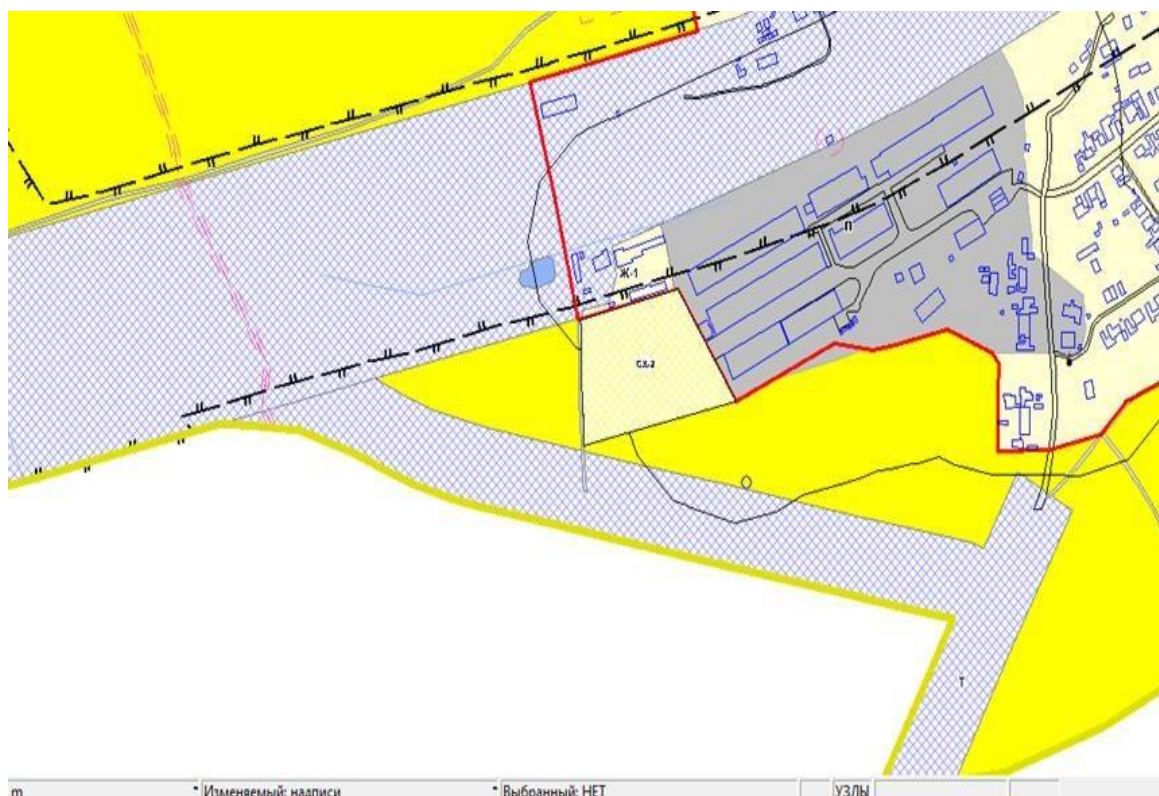 П
Ж-1
СХ-2
Т
m
Изменяемый: надписи
Выбранный: НЕТ
УЗЛЫ